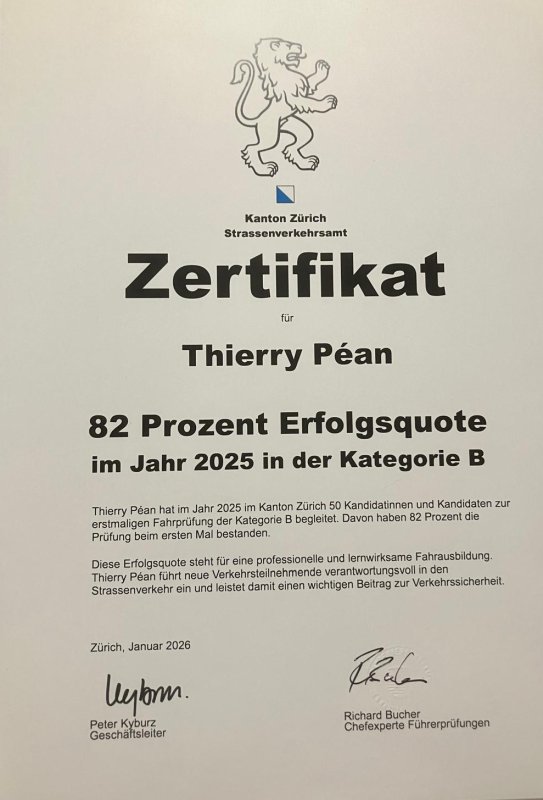 Kanton Zürich
Strassenverkehrsamt
Zertifikat
für
Thierry Péan
82 Prozent Erfolgsquote
im Jahr 2025 in der Kategorie B
Thierry Péan hat im Jahr 2025 im Kanton Zürich 50 Kandidatinnen und Kandidaten zur
erstmaligen Fahrprüfung der Kategorie B begleitet. Davon haben 82 Prozent die
Prüfung beim ersten Mal bestanden.
Diese Erfolgsquote steht für eine professionelle und lernwirksame Fahrausbildung.
Thierry Péan führt neue Verkehrsteilnehmende verantwortungsvoll in den
Strassenverkehr ein und leistet damit einen wichtigen Beitrag zur Verkehrssicherheit.
Zürich, Januar 2026
Peter Kyburz
Geschäftsleiter
Richard Bucher
Chefexperte Führerprüfungen